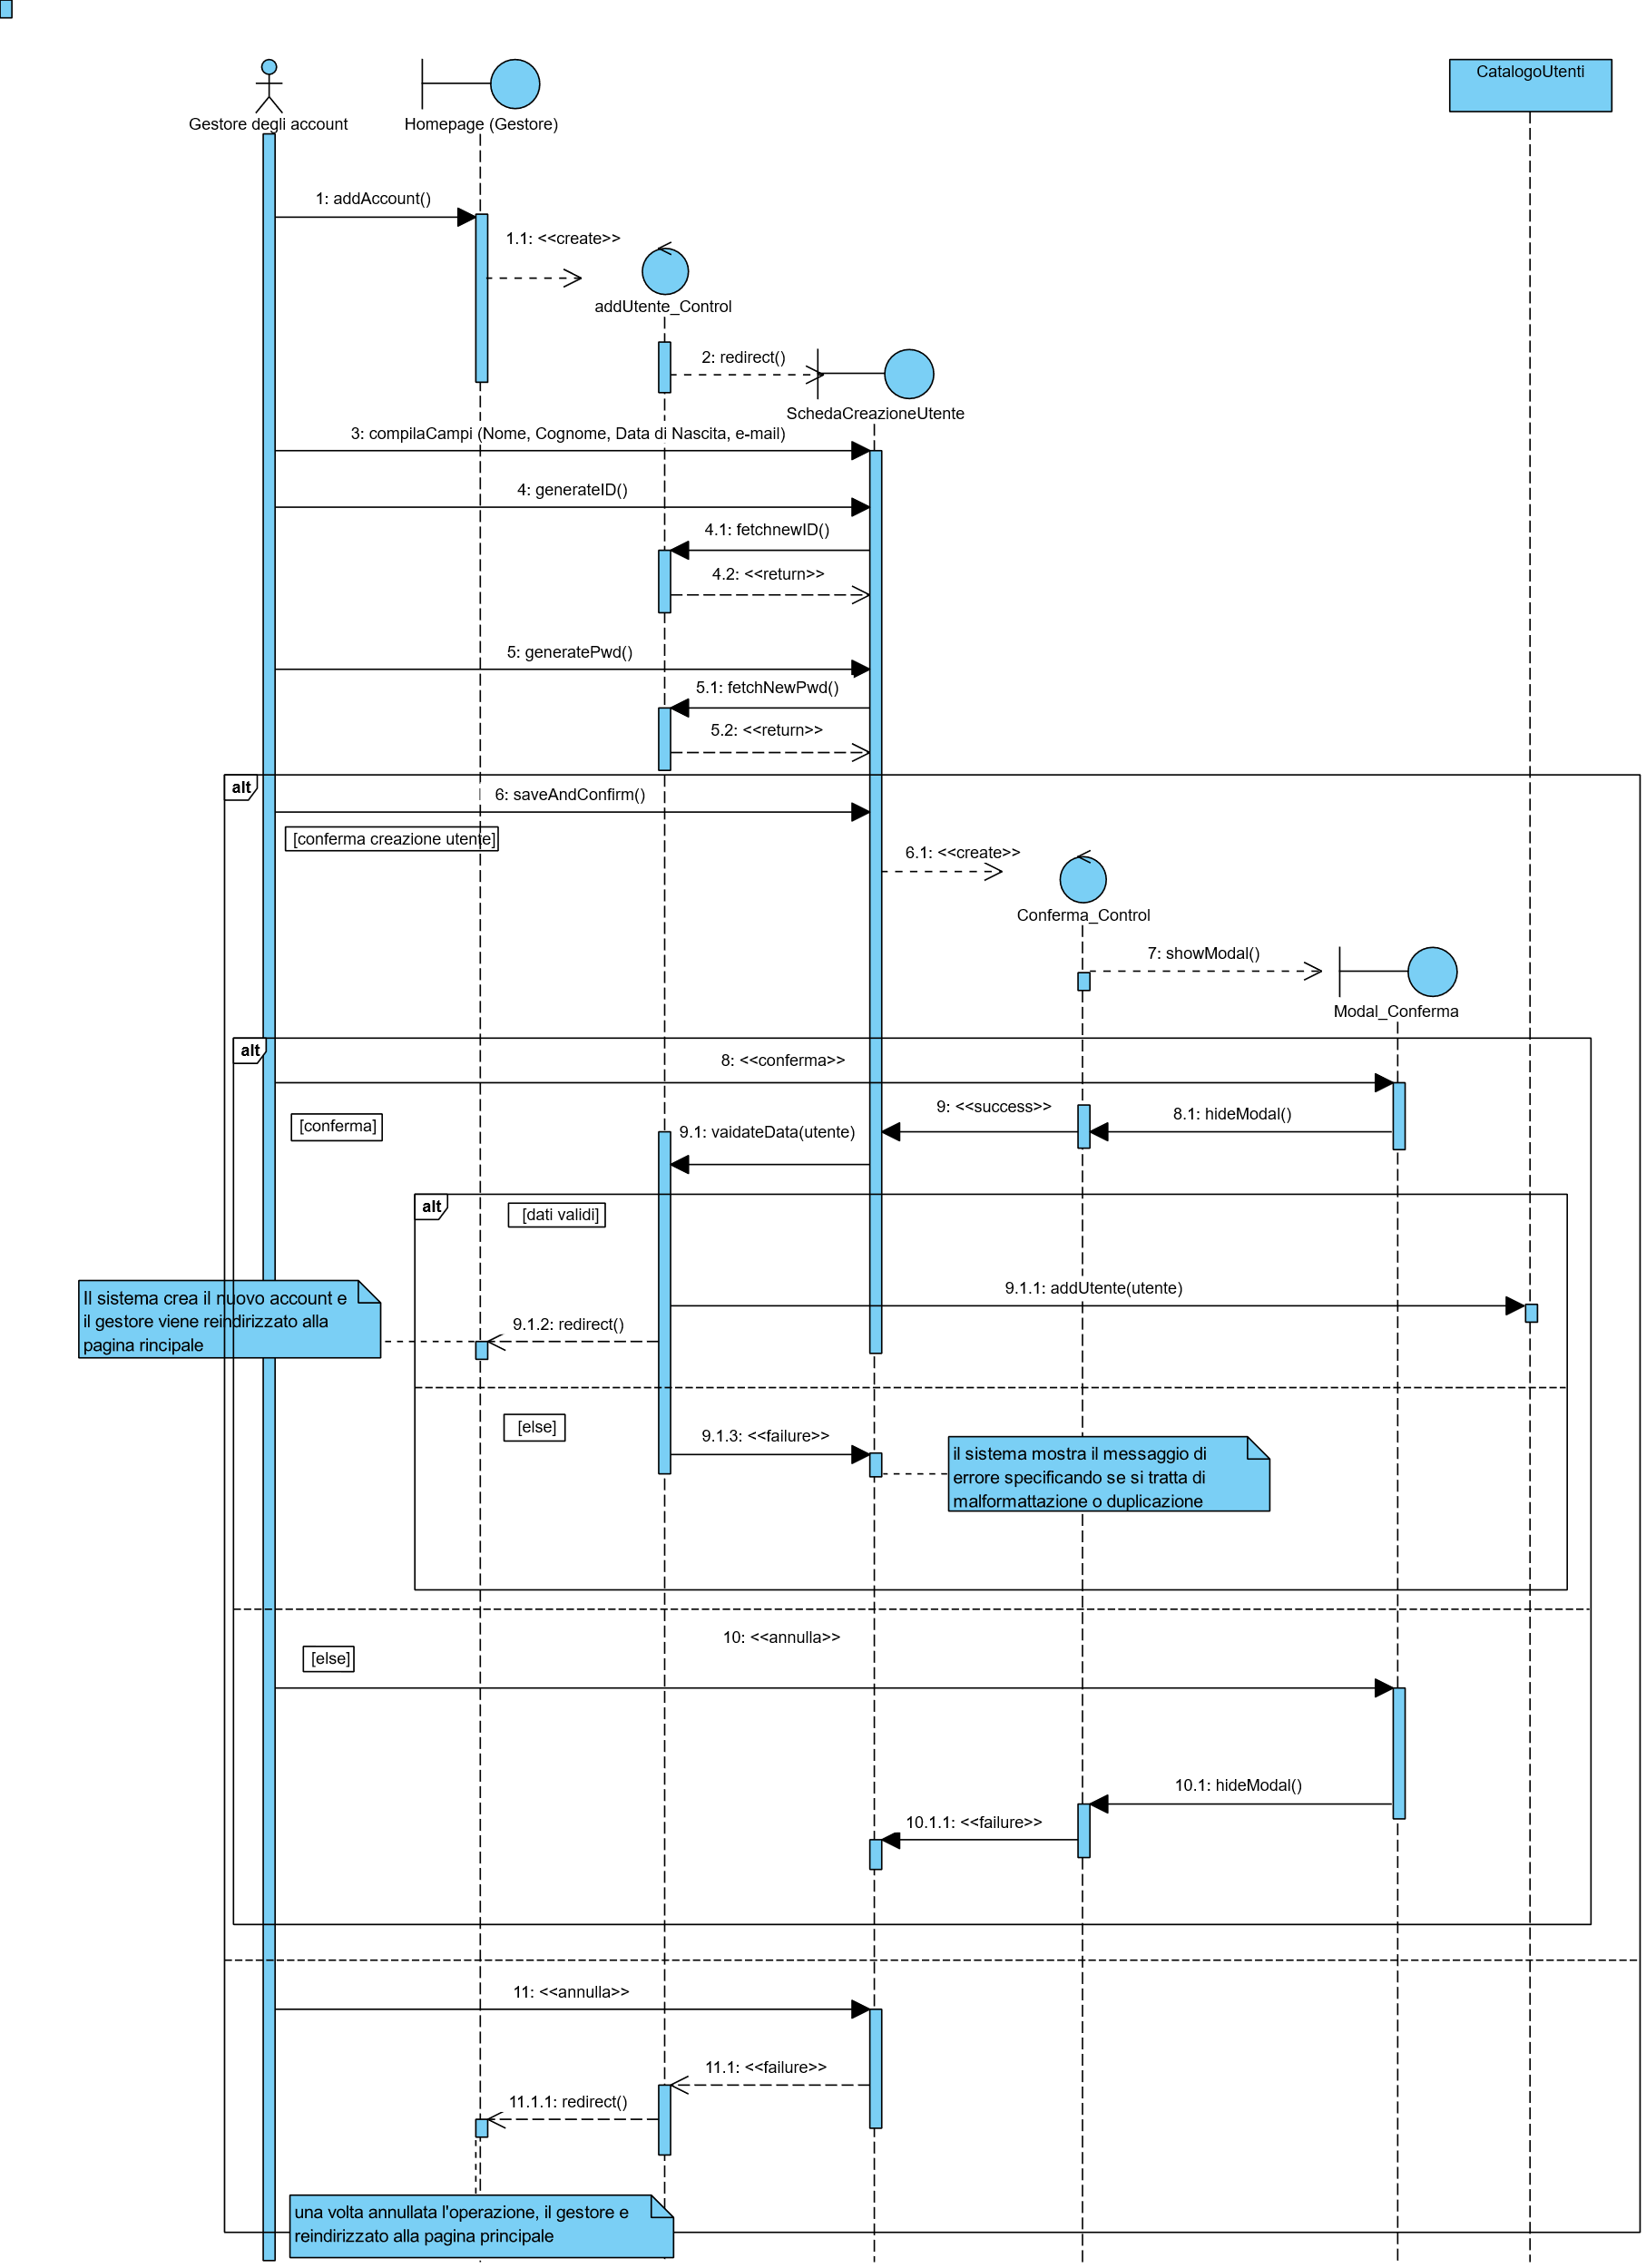 CatalogoUtenti
Gestore degli account
Homepage (Gestore)
1: addAccount()
1.1: <<create>>
addUtente_Control
2: redirect()
SchedaCreazioneUtente
3: compilaCampi (Nome, Cognome, Data di Nascita, e-mail)
4: generateID()
4.1: fetchnewID()
4.2: <<return>>
5: generatePwd()
5.1: fetchNewPwd()
5.2: <<return>>
alt
6: saveAndConfirm()
[conferma creazione utente]
6.1: <<create>>
Conferma_Control
7: showModal()
Modal_Conferma
alt
8: <<conferma>>
[conferma]
9: <<success>>
8.1: hideModal()
9.1: vaidateData(utente)
alt
[dati validi]
9.1.1: addUtente(utente)
Il sistema crea il nuovo account e
il gestore viene reindirizzato alla
pagina rincipale
9.1.2: redirect()
[else]
9.1.3: <<failure>>
il sistema mostra il messaggio di
errore specificando se si tratta di
malformattazione o duplicazione
10: <<annulla>>
[else]
10.1: hideModal()
10.1.1: <<failure>>
11: <<annulla>>
11.1: <<failure>>
11.1.1: redirect()
una volta annullata l'operazione, il gestore e
reindirizzato alla pagina principale